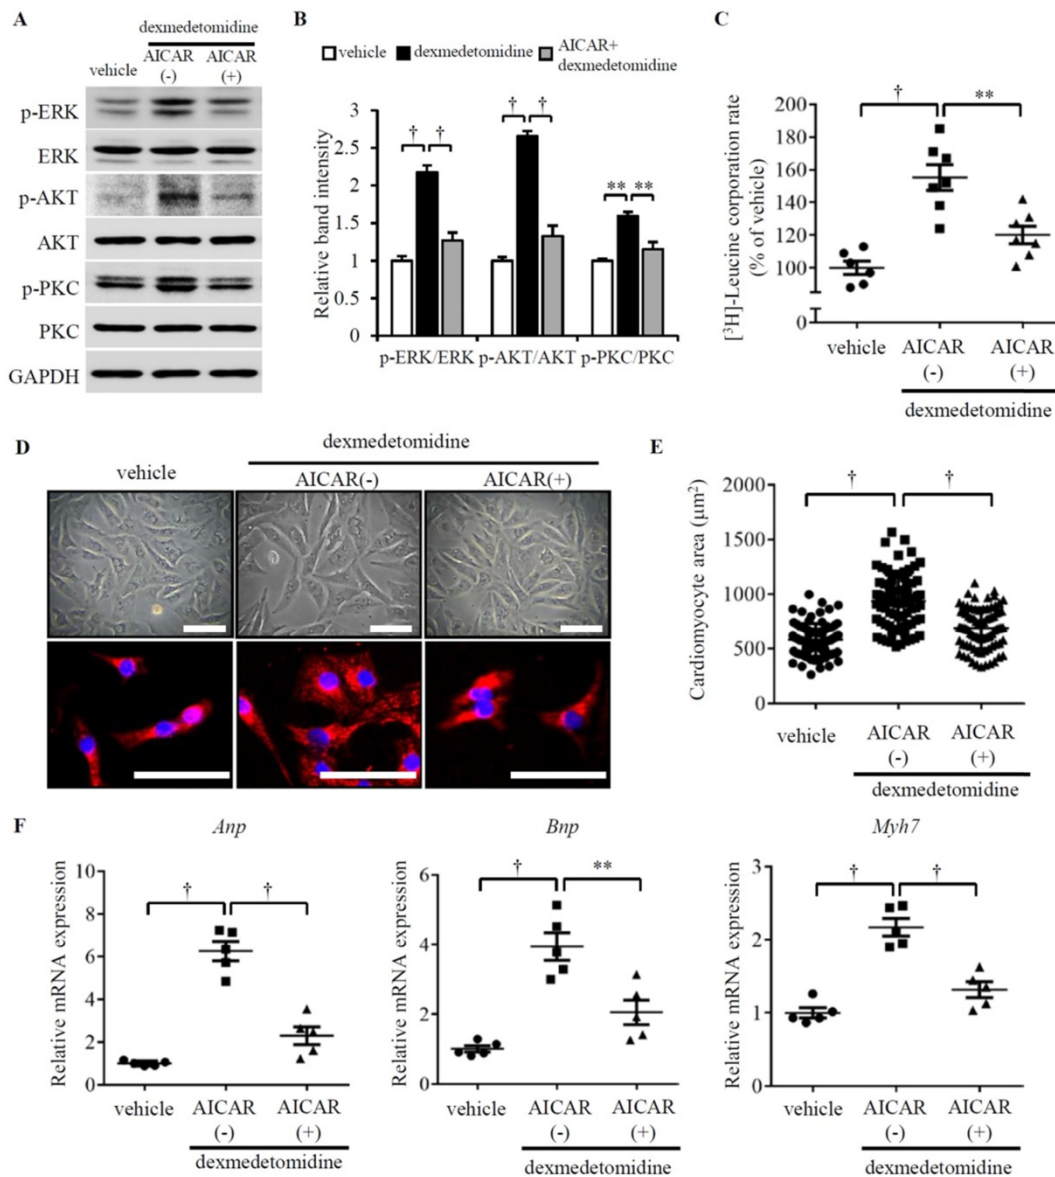 A
dexmedetomidine
vehicle
AICAR
(-)
AICAR
(+)
p-ERK
ERK
p-AKT
AKT
p-PKC
PKC
GAPDH
B
vehicle
dexmedetomidine
AICAR+
dexmedetomidine
Relative band intensity
3
2.5
2
1.5
1
0.5
0
† † † † ** **
p-ERK/ERK p-AKT/AKT p-PKC/PKC
C
[³H]-Leucine corporation rate
(% of vehicle)
200
180
160
140
120
100
0
† **
vehicle
AICAR
(-)
AICAR
(+)
dexmedetomidine
D
dexmedetomidine
vehicle
AICAR(-)
AICAR(+)
E
Cardiomyocyte area (µm²)
2000
1500
1000
500
0
† †
vehicle
AICAR
(-)
AICAR
(+)
dexmedetomidine
F
Anp
Relative mRNA expression
10
8
6
4
2
0
† †
vehicle
AICAR
(-)
AICAR
(+)
dexmedetomidine
Bnp
Relative mRNA expression
6
4
2
0
† **
vehicle
AICAR
(-)
AICAR
(+)
dexmedetomidine
Myh7
Relative mRNA expression
3
2
1
0
† †
vehicle
AICAR
(-)
AICAR
(+)
dexmedetomidine